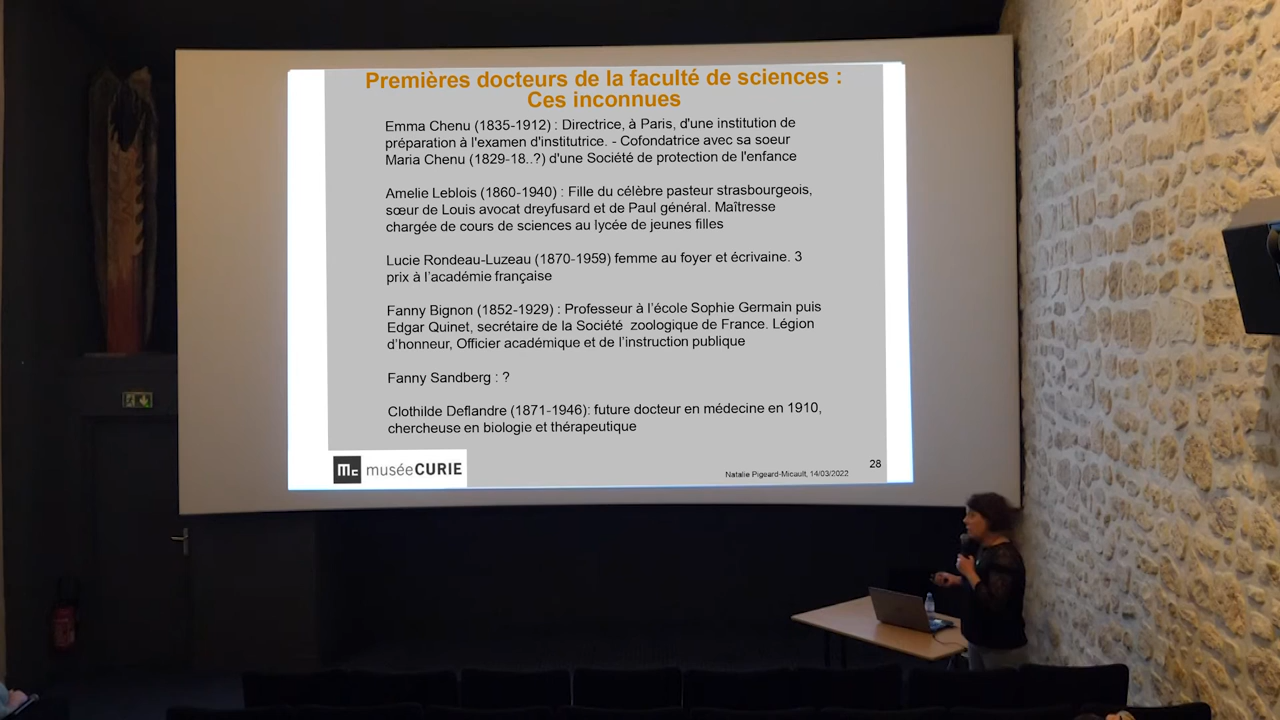 Premières docteurs de la faculté de sciences :
Ces inconnues
Emma Chenu (1835-1912) : Directrice, à Paris, d'une institution de
préparation à l'examen d'institutrice. - Cofondatrice avec sa soeur
Maria Chenu (1829-18..?) d'une Société de protection de l'enfance
Amelie Leblois (1860-1940) : Fille du célèbre pasteur strasbourgeois,
sœur de Louis avocat dreyfusard et de Paul général. Maîtresse
chargée de cours de sciences au lycée de jeunes filles
Lucie Rondeau-Luzeau (1870-1959) femme au foyer et écrivaine. 3
prix à l'académie française
Fanny Bignon (1852-1929) : Professeur à l'école Sophie Germain puis
Edgar Quinet, secrétaire de la Société zoologique de France. Légion
d'honneur, Officier académique et de l'instruction publique
Fanny Sandberg : ?
Clothilde Deflandre (1871-1946): future docteur en médecine en 1910,
chercheuse en biologie et thérapeutique
Mc muséeCURIE
Natalie Pigeard-Micault, 14/03/2022
28